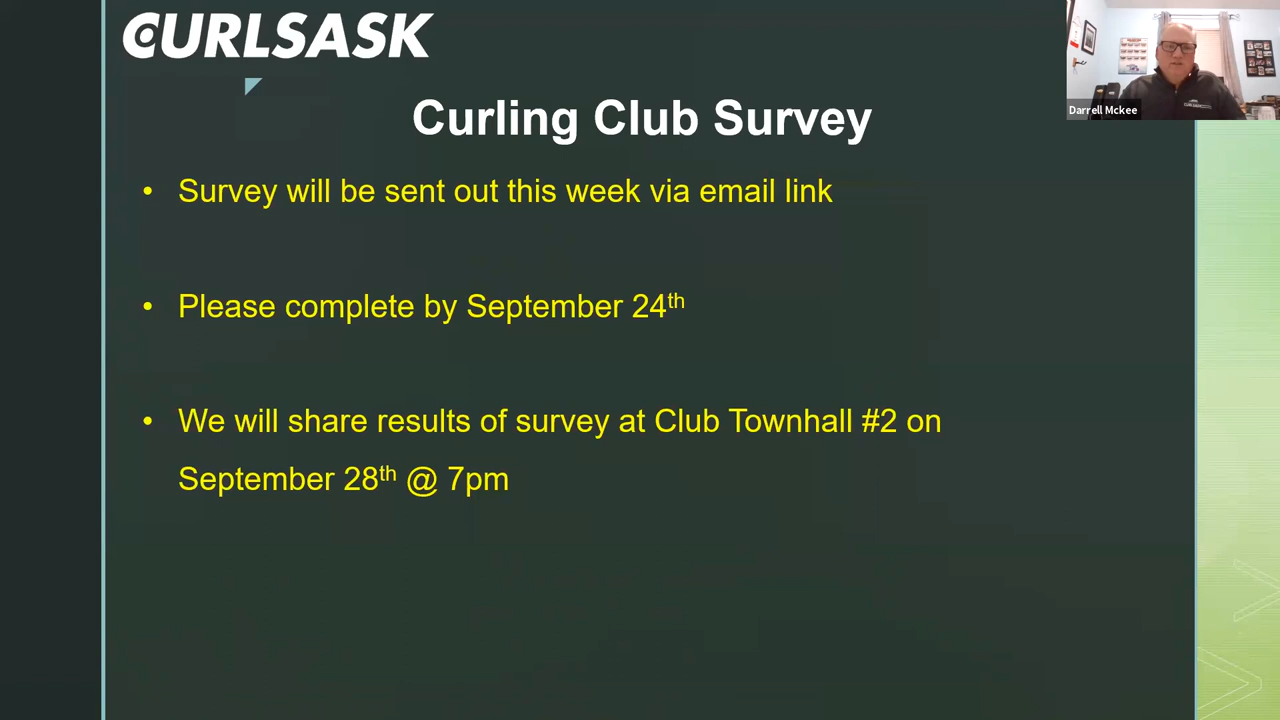 CURLSASK
Darrell Mckee
Curling Club Survey
• Survey will be sent out this week via email link
• Please complete by September 24th
• We will share results of survey at Club Townhall #2 on
September 28th @ 7pm